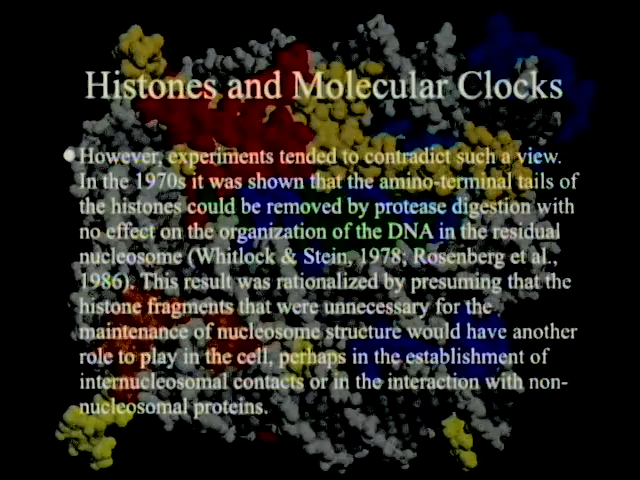 Histones and Molecular Clocks
However, experiments tended to contradict such a view.
In the 1970s it was shown that the amino-terminal tails of
the histones could be removed by protease digestion with
no effect on the organization of the DNA in the residual
nucleosome (Whitlock & Stein, 1978; Rosenberg et al.,
1986). This result was rationalized by presuming that the
histone fragments that were unnecessary for the
maintenance of nucleosome structure would have another
role to play in the cell, perhaps in the establishment of
internucleosomal contacts or in the interaction with non-
nucleosomal proteins.